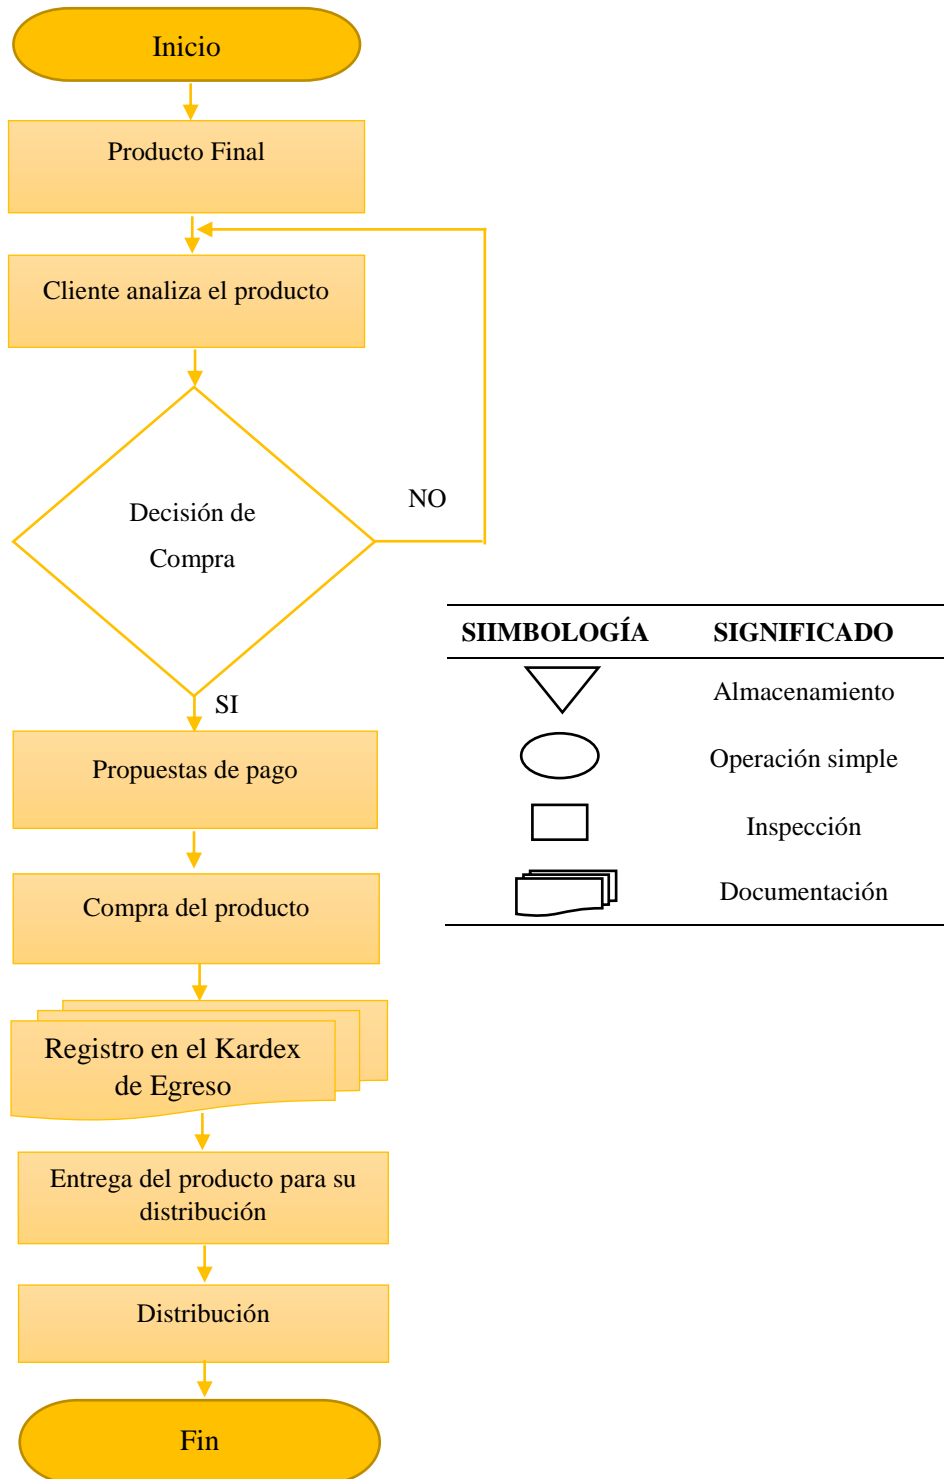 Inicio
Producto Final
Cliente analiza el producto
Decisión de
Compra
NO
SI
Propuestas de pago
Compra del producto
Registro en el Kardex
de Egreso
Entrega del producto para su
distribución
Distribución
Fin
SIIMBOLOGÍA SIGNIFICADO
Almacenamiento
Operación simple
Inspección
Documentación